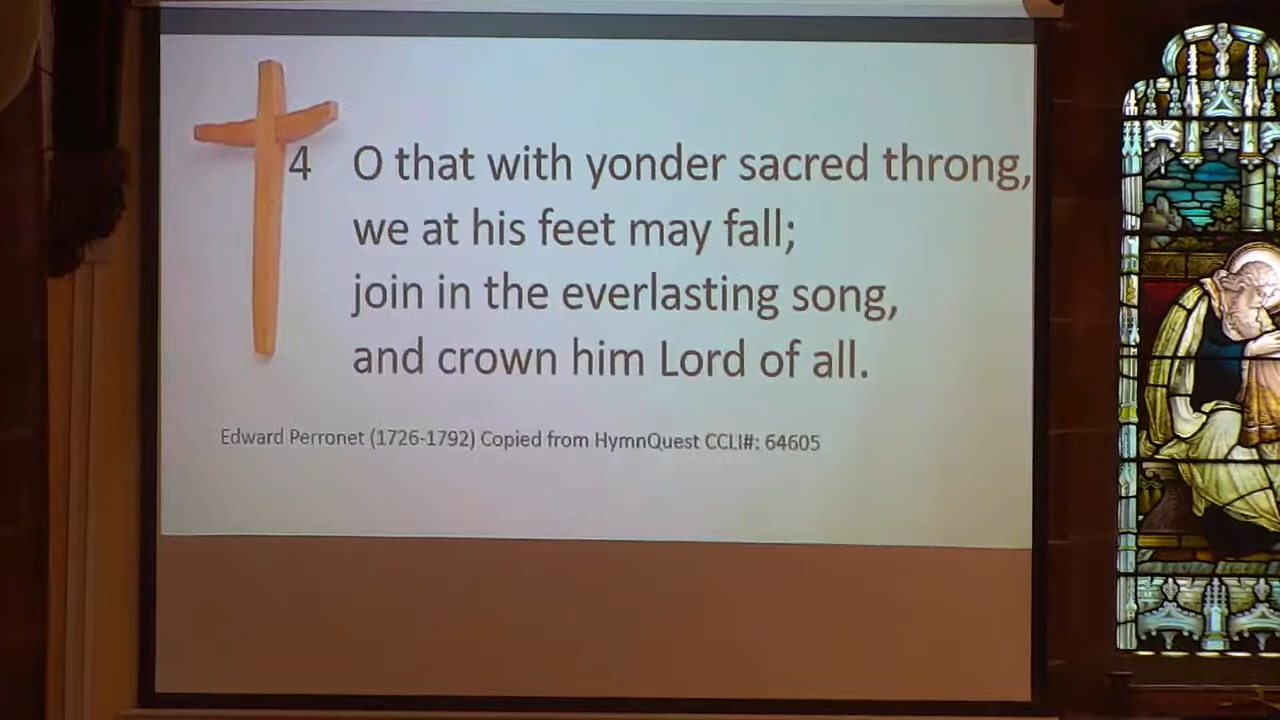 4 O that with yonder sacred throng,
we at his feet may fall;
join in the everlasting song,
and crown him Lord of all.
Edward Perronet (1726-1792) Copied from HymnQuest CCLI#: 64605